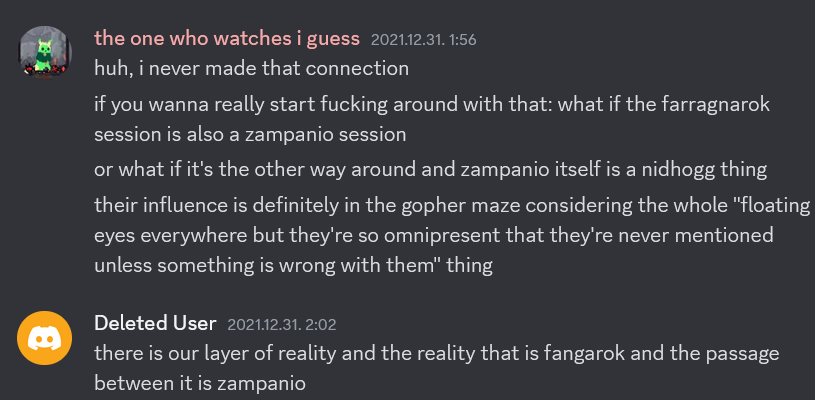 the one who watches i guess 2021.12.31. 1:56
huh, i never made that connection
if you wanna really start fucking around with that: what if the farragnarok
session is also a zampanio session
or what if it's the other way around and zampanio itself is a nidhogg thing
their influence is definitely in the gopher maze considering the whole "floating
eyes everywhere but they're so omnipresent that they're never mentioned
unless something is wrong with them" thing
Deleted User 2021.12.31. 2:02
there is our layer of reality and the reality that is fangarok and the passage
between it is zampanio